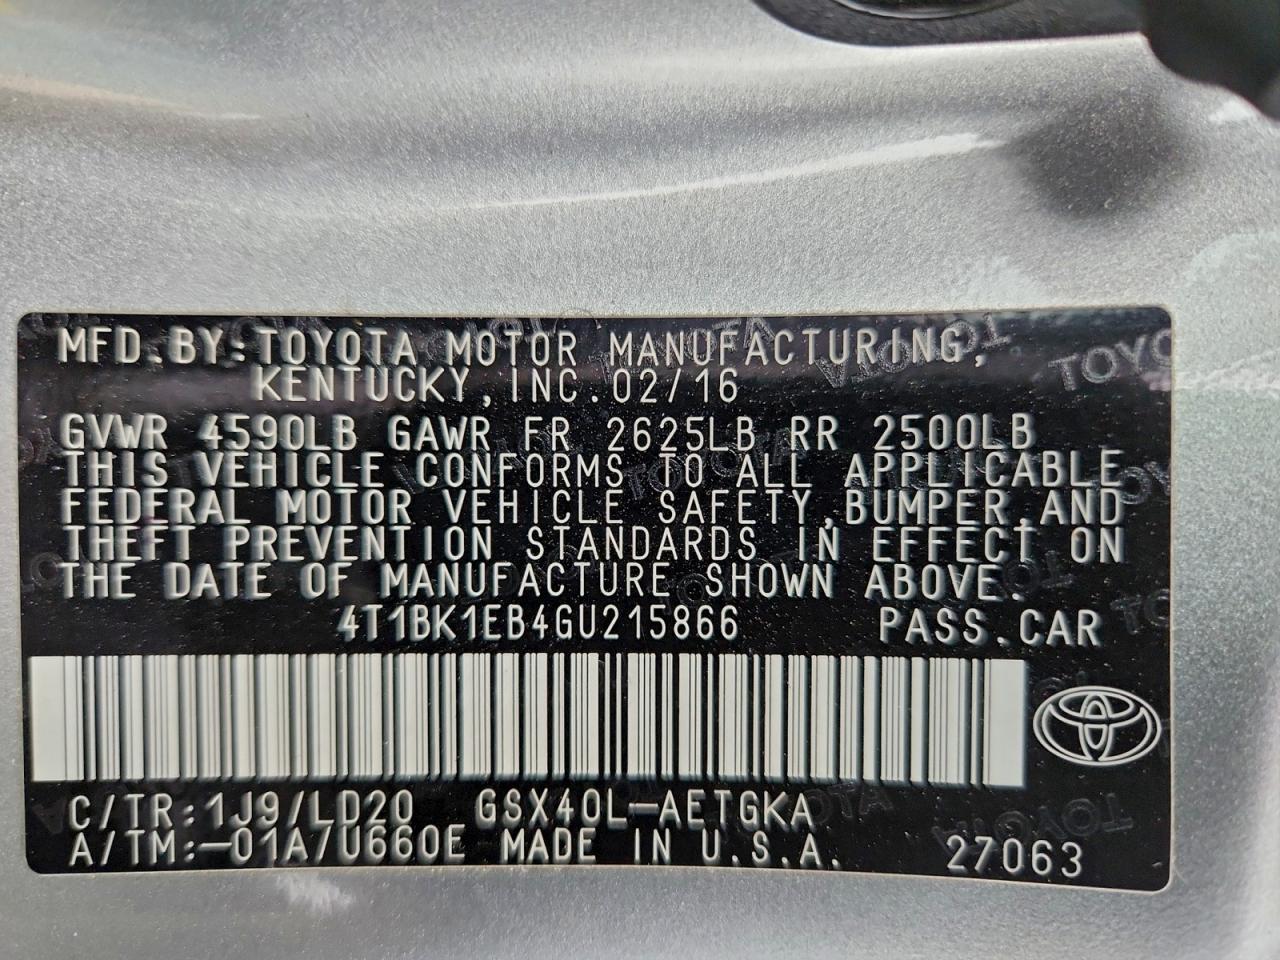 MFD.BY:TOYOTA MOTOR MANUFACTURING,
KENTUCKY,INC.02/16
GVWR 4590LB GAWR FR 2625LB RR 2500LB
THIS VEHICLE CONFORMS TO ALL APPLICABLE
FEDERAL MOTOR VEHICLE SAFETY,BUMPER,AND
THEFT PREVENTION STANDARDS IN EFFECT ON
THE DATE OF MANUFACTURE SHOWN ABOVE.
4T1BK1EB4GU215866 PASS.CAR
C/TR:1J9/LD20 GSX40L-AETGKA
A/TM:-01A/U660E MADE IN U.S.A. 27063